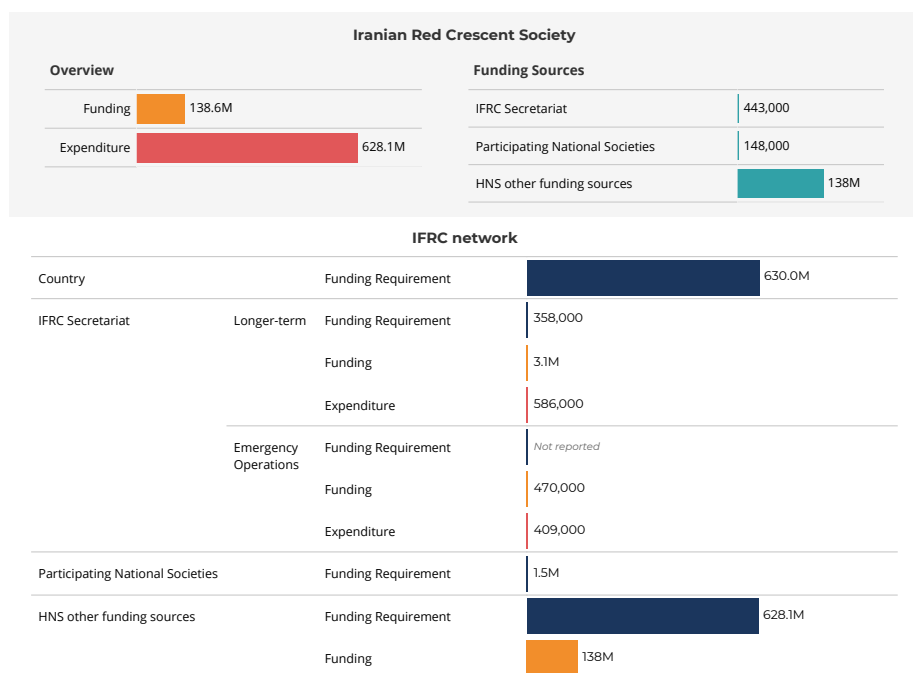 Iranian Red Crescent Society
Overview
Funding 138.6M
Expenditure 628.1M
Funding Sources
IFRC Secretariat 443,000
Participating National Societies 148,000
HNS other funding sources 138M
IFRC network
Country Funding Requirement 630.0M
IFRC Secretariat Longer-term Funding Requirement 358,000
Funding 3.1M
Expenditure 586,000
Emergency Funding Requirement Not reported
Operations
Funding 470,000
Expenditure 409,000
Participating National Societies Funding Requirement 1.5M
HNS other funding sources Funding Requirement 628.1M
Funding 138M